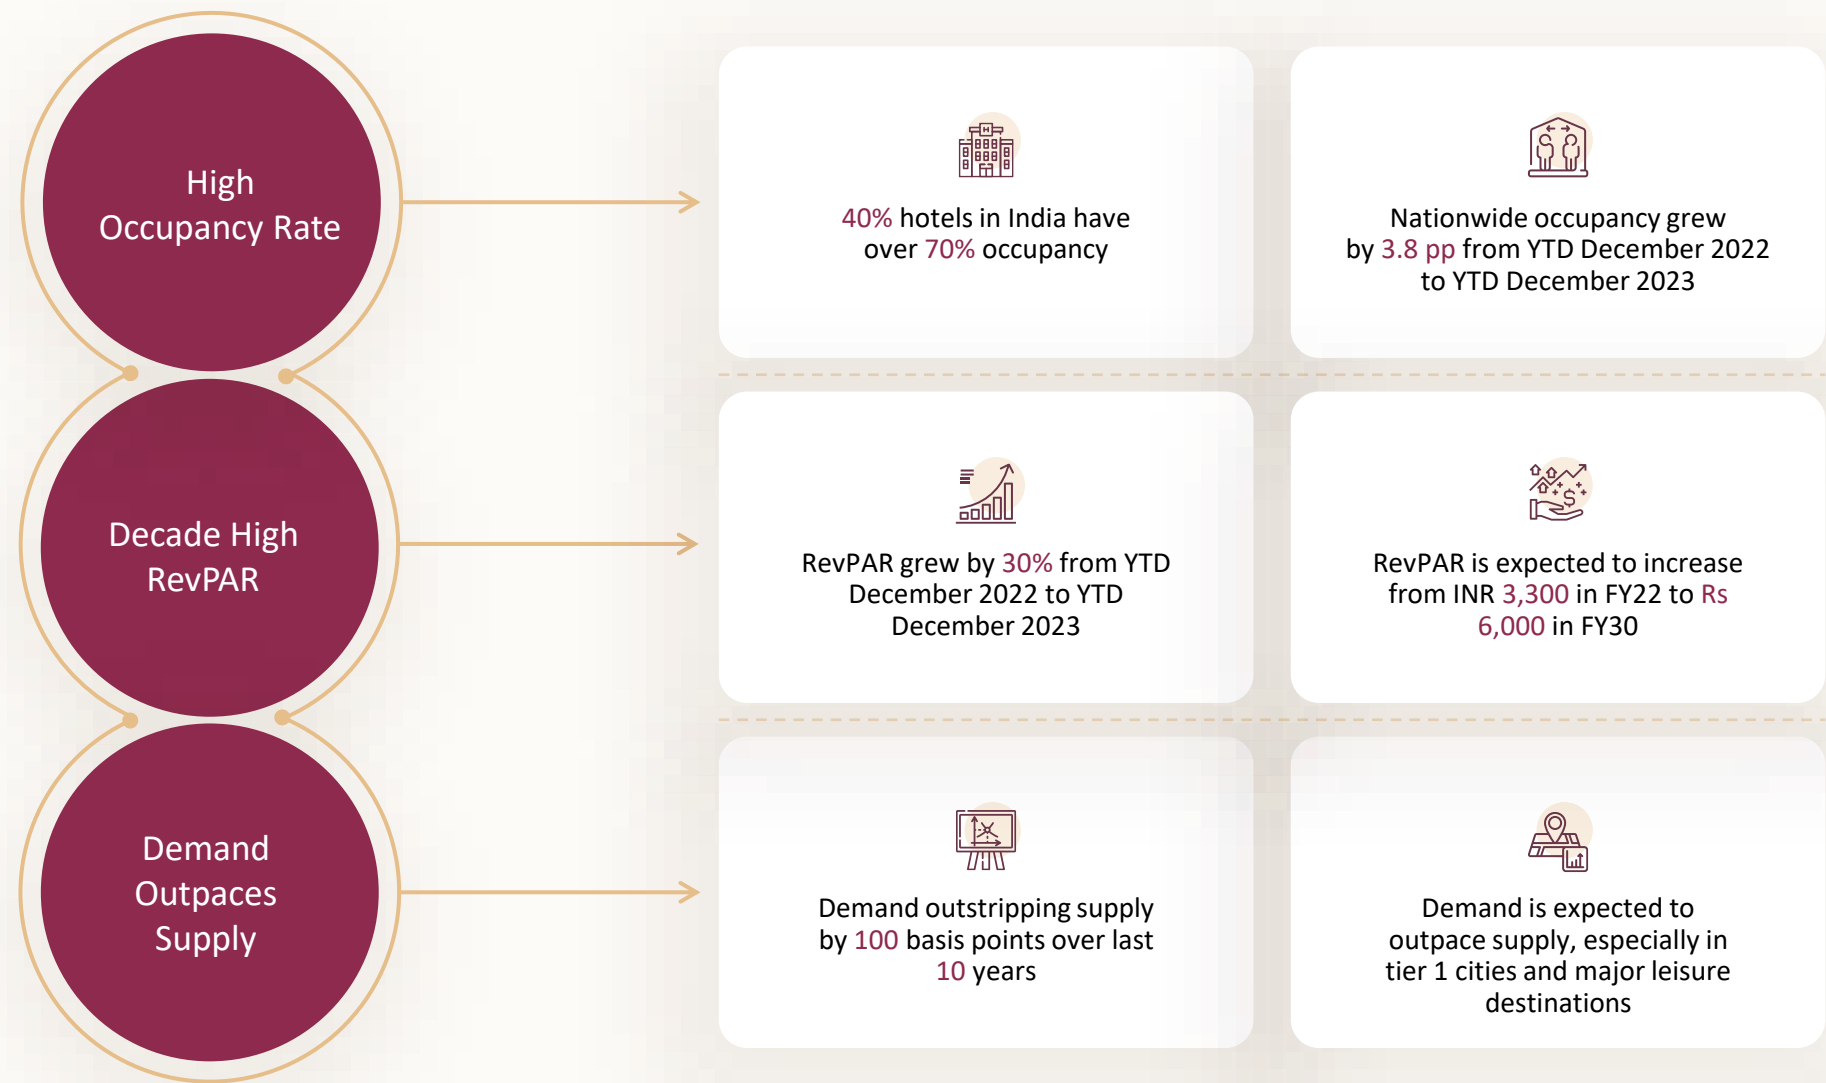 High
Occupancy Rate
40% hotels in India have
over 70% occupancy
Nationwide occupancy grew
by 3.8 pp from YTD December 2022
to YTD December 2023
Decade High
RevPAR
RevPAR grew by 30% from YTD
December 2022 to YTD
December 2023
RevPAR is expected to increase
from INR 3,300 in FY22 to Rs
6,000 in FY30
Demand
Outpaces
Supply
Demand outstripping supply
by 100 basis points over last
10 years
Demand is expected to
outpace supply, especially in
tier 1 cities and major leisure
destinations